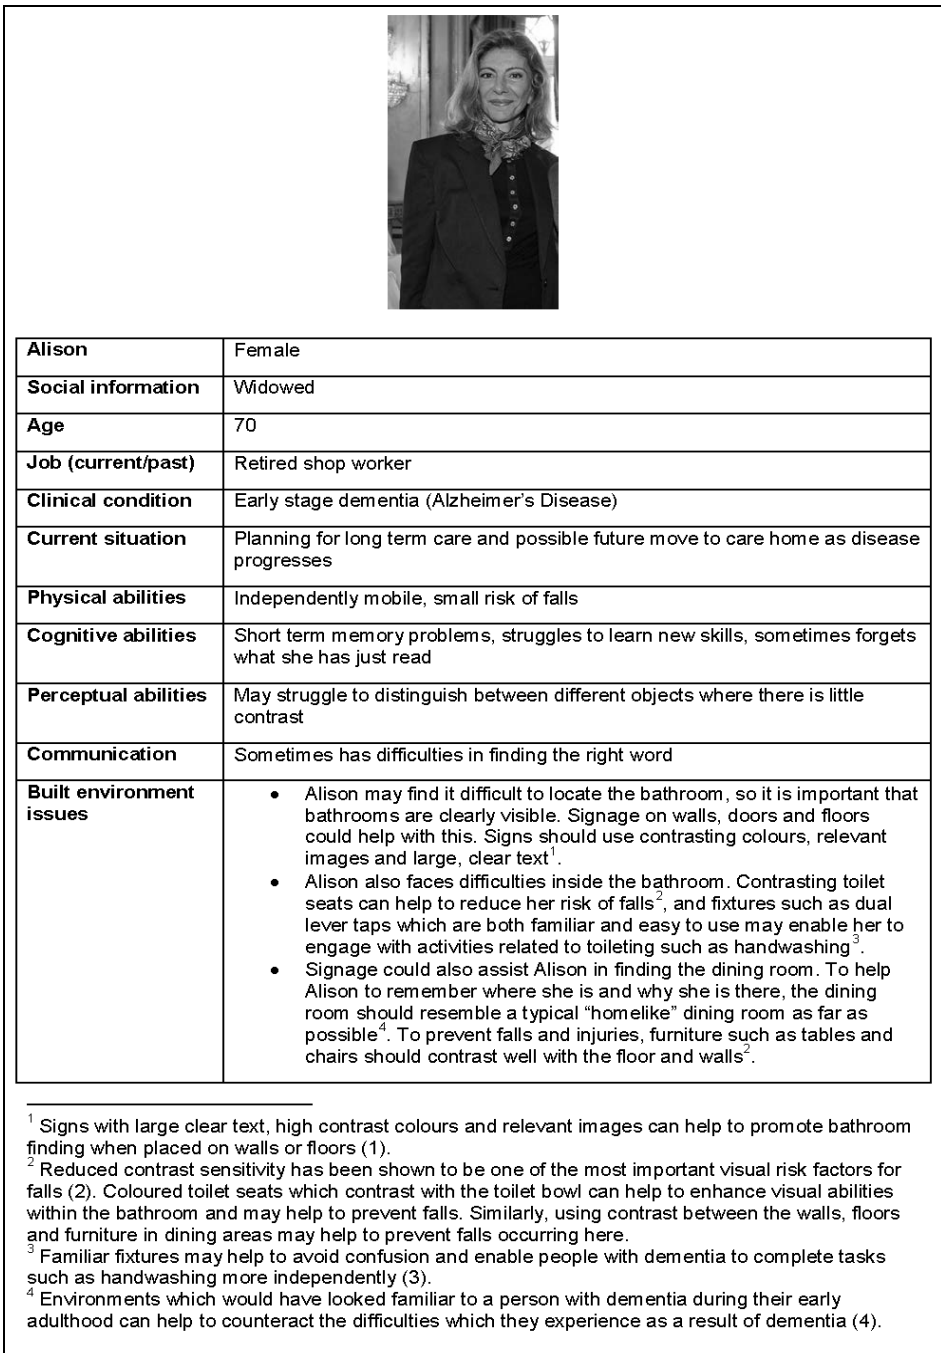 Alison Female
Social information Widowed
Age 70
Job (current/past) Retired shop worker
Clinical condition Early stage dementia (Alzheimer's Disease)
Current situation Planning for long term care and possible future move to care home as disease
progresses
Physical abilities Independently mobile, small risk of falls
Cognitive abilities Short term memory problems, struggles to learn new skills, sometimes forgets
what she has just read
Perceptual abilities May struggle to distinguish between different objects where there is little
contrast
Communication Sometimes has difficulties in finding the right word
Built environment
issues
• Alison may find it difficult to locate the bathroom, so it is important that
bathrooms are clearly visible. Signage on walls, doors and floors
could help with this. Signs should use contrasting colours, relevant
images and large, clear text¹.
• Alison also faces difficulties inside the bathroom. Contrasting toilet
seats can help to reduce her risk of falls², and fixtures such as dual
lever taps which are both familiar and easy to use may enable her to
engage with activities related to toileting such as handwashing³.
• Signage could also assist Alison in finding the dining room. To help
Alison to remember where she is and why she is there, the dining
room should resemble a typical “homelike” dining room as far as
possible⁴. To prevent falls and injuries, furniture such as tables and
chairs should contrast well with the floor and walls².
¹ Signs with large clear text, high contrast colours and relevant images can help to promote bathroom
finding when placed on walls or floors (1).
² Reduced contrast sensitivity has been shown to be one of the most important visual risk factors for
falls (2). Coloured toilet seats which contrast with the toilet bowl can help to enhance visual abilities
within the bathroom and may help to prevent falls. Similarly, using contrast between the walls, floors
and furniture in dining areas may help to prevent falls occurring here.
³ Familiar fixtures may help to avoid confusion and enable people with dementia to complete tasks
such as handwashing more independently (3).
⁴ Environments which would have looked familiar to a person with dementia during their early
adulthood can help to counteract the difficulties which they experience as a result of dementia (4).